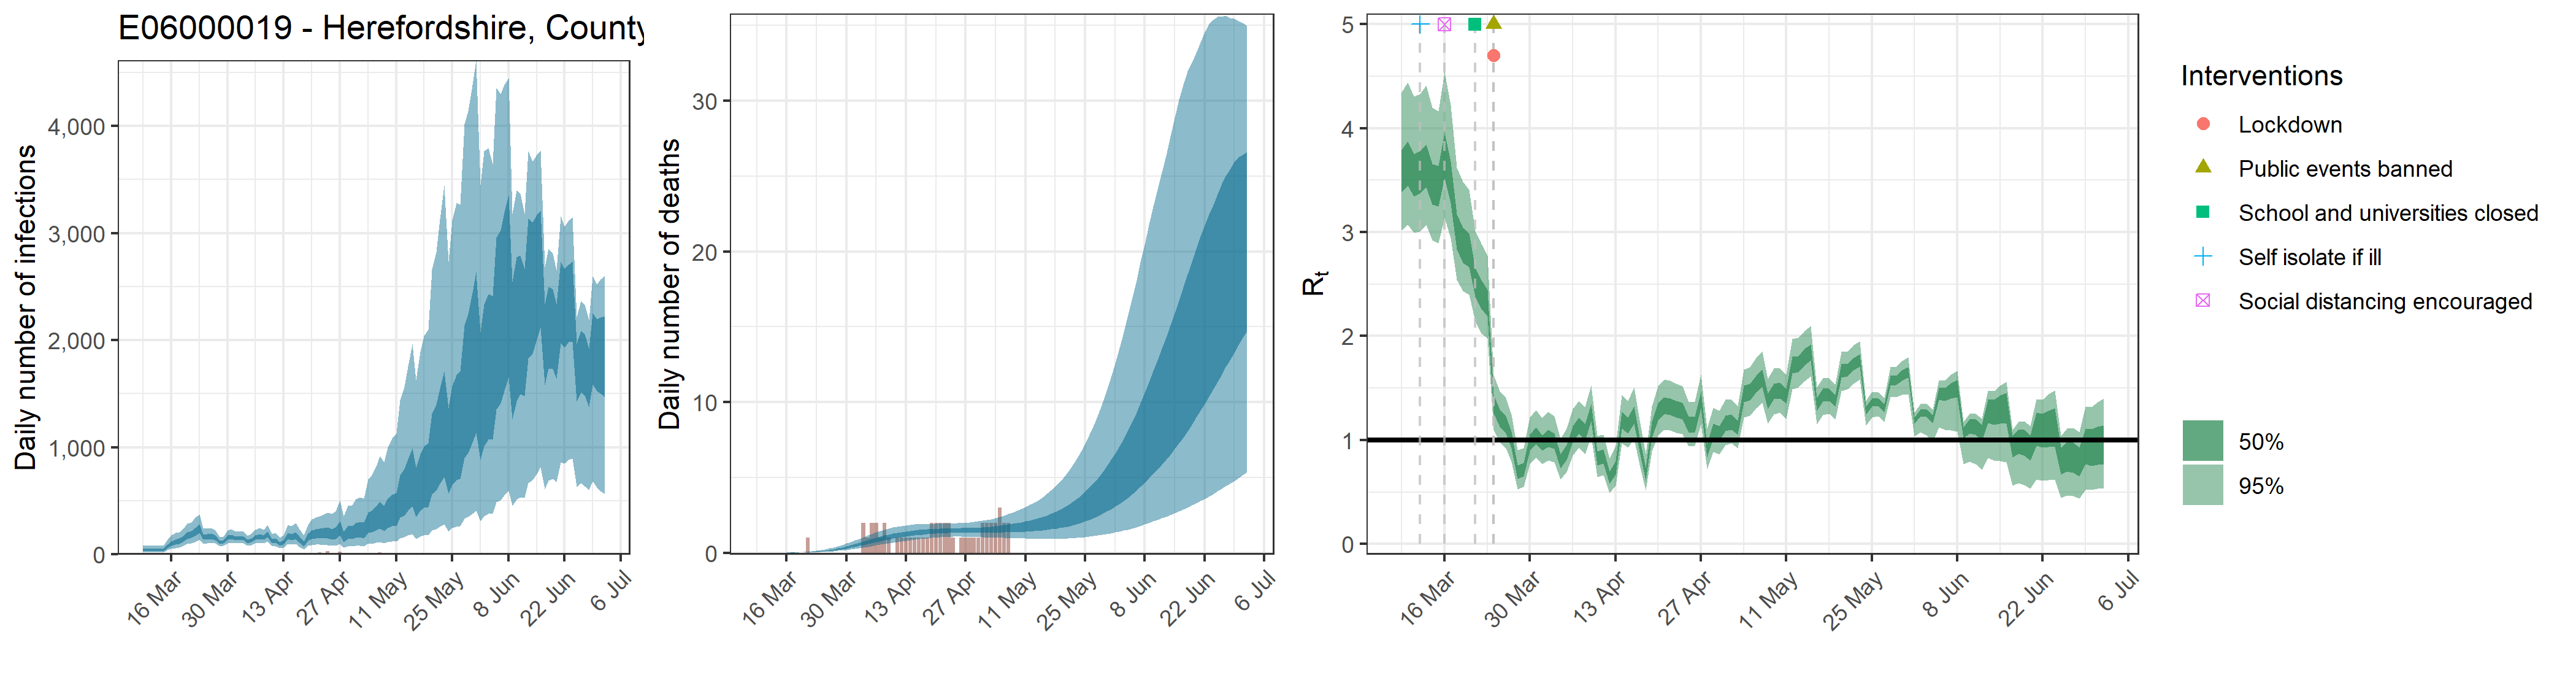 E06000019 - Herefordshire, County
Daily number of infections
4,000
3,000
2,000
1,000
0
16 Mar
30 Mar
13 Apr
27 Apr
11 May
25 May
8 Jun
22 Jun
6 Jul
Daily number of deaths
30
20
10
0
16 Mar
30 Mar
13 Apr
27 Apr
11 May
25 May
8 Jun
22 Jun
6 Jul
Rt
5
4
3
2
1
0
16 Mar
30 Mar
13 Apr
27 Apr
11 May
25 May
8 Jun
22 Jun
6 Jul
Interventions
Lockdown
Public events banned
School and universities closed
Self isolate if ill
Social distancing encouraged
50%
95%